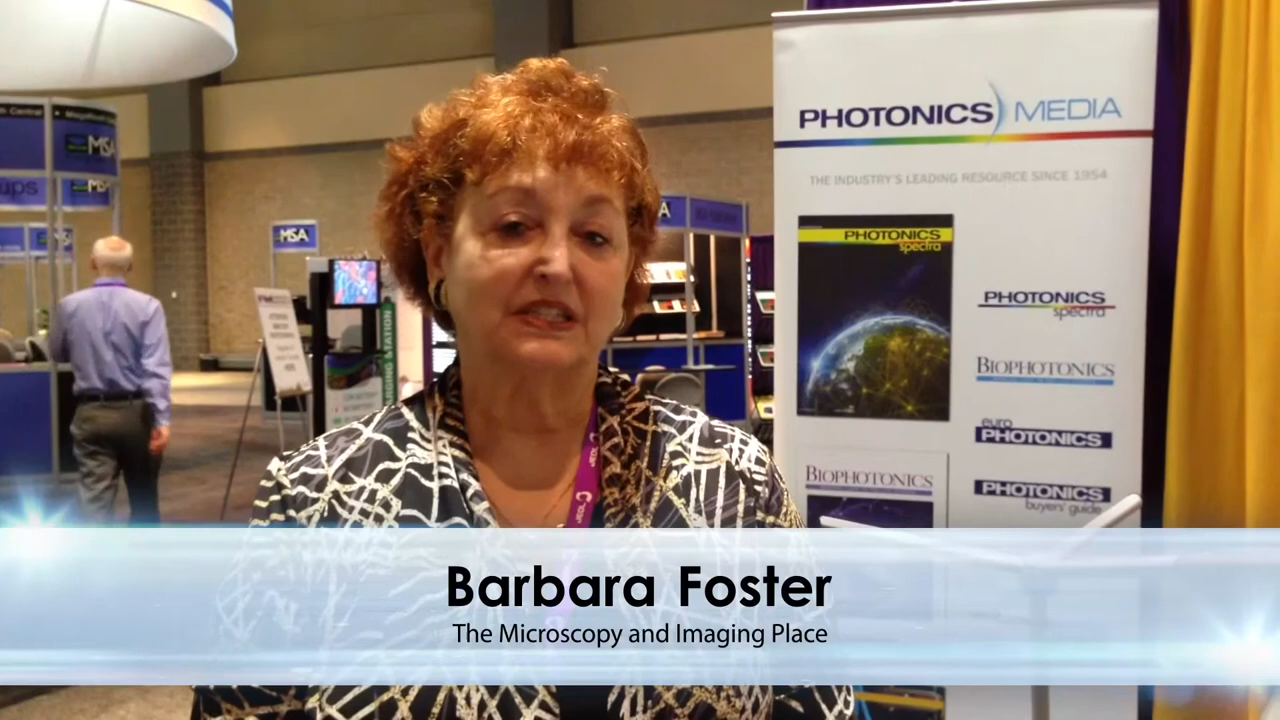 MSA
ups
MSA
A
PHOTONICS MEDIA
THE INDUSTRY'S LEADING RESOURCE SINCE 1954
PHOTONICS
spectra
PHOTONICS
spectra
BIOPHOTONICS
euro
PHOTONICS
BIOPHOTONICS
PHOTONICS
buyers' guide
Barbara Foster
The Microscopy and Imaging Place